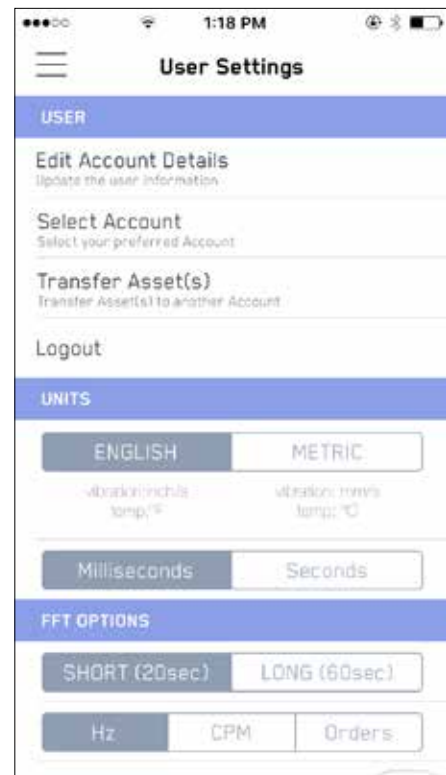 1:18 PM
User Settings
USER
Edit Account Details
Update the user information
Select Account
Select your preferred Account
Transfer Asset(s)
Transfer Asset(s) to another Account
Logout
UNITS
ENGLISH METRIC
vibration: inch/s vibration: mm/s
temp: °F temp: °C
Milliseconds Seconds
FFT OPTIONS
SHORT (20sec) LONG (60sec)
Hz CPM Orders